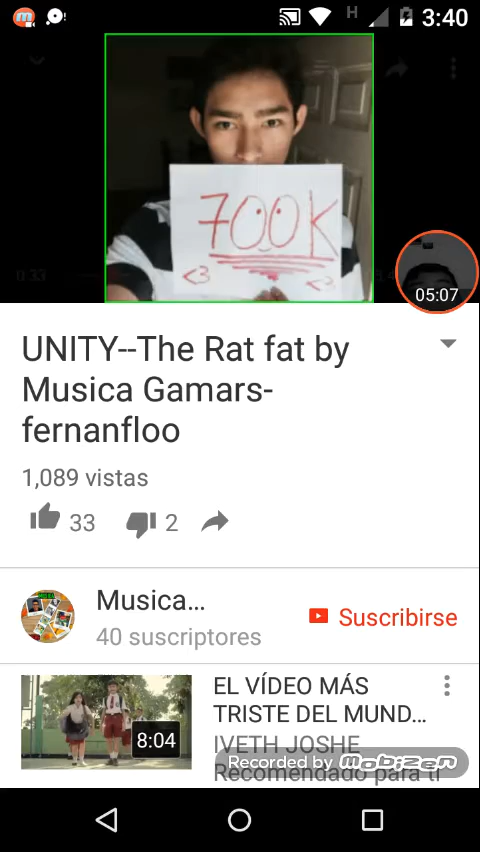 H 3:40
700K
<3 <3
0:33
05:07
UNITY--The Rat fat by
Musica Gamars-
fernanfloo
1,089 vistas
33 2
Musica...
Suscribirse
40 suscriptores
EL VÍDEO MÁS
TRISTE DEL MUND...
8:04
IVETH JOSHE
Recorded by mobizen
Recomendado para ti